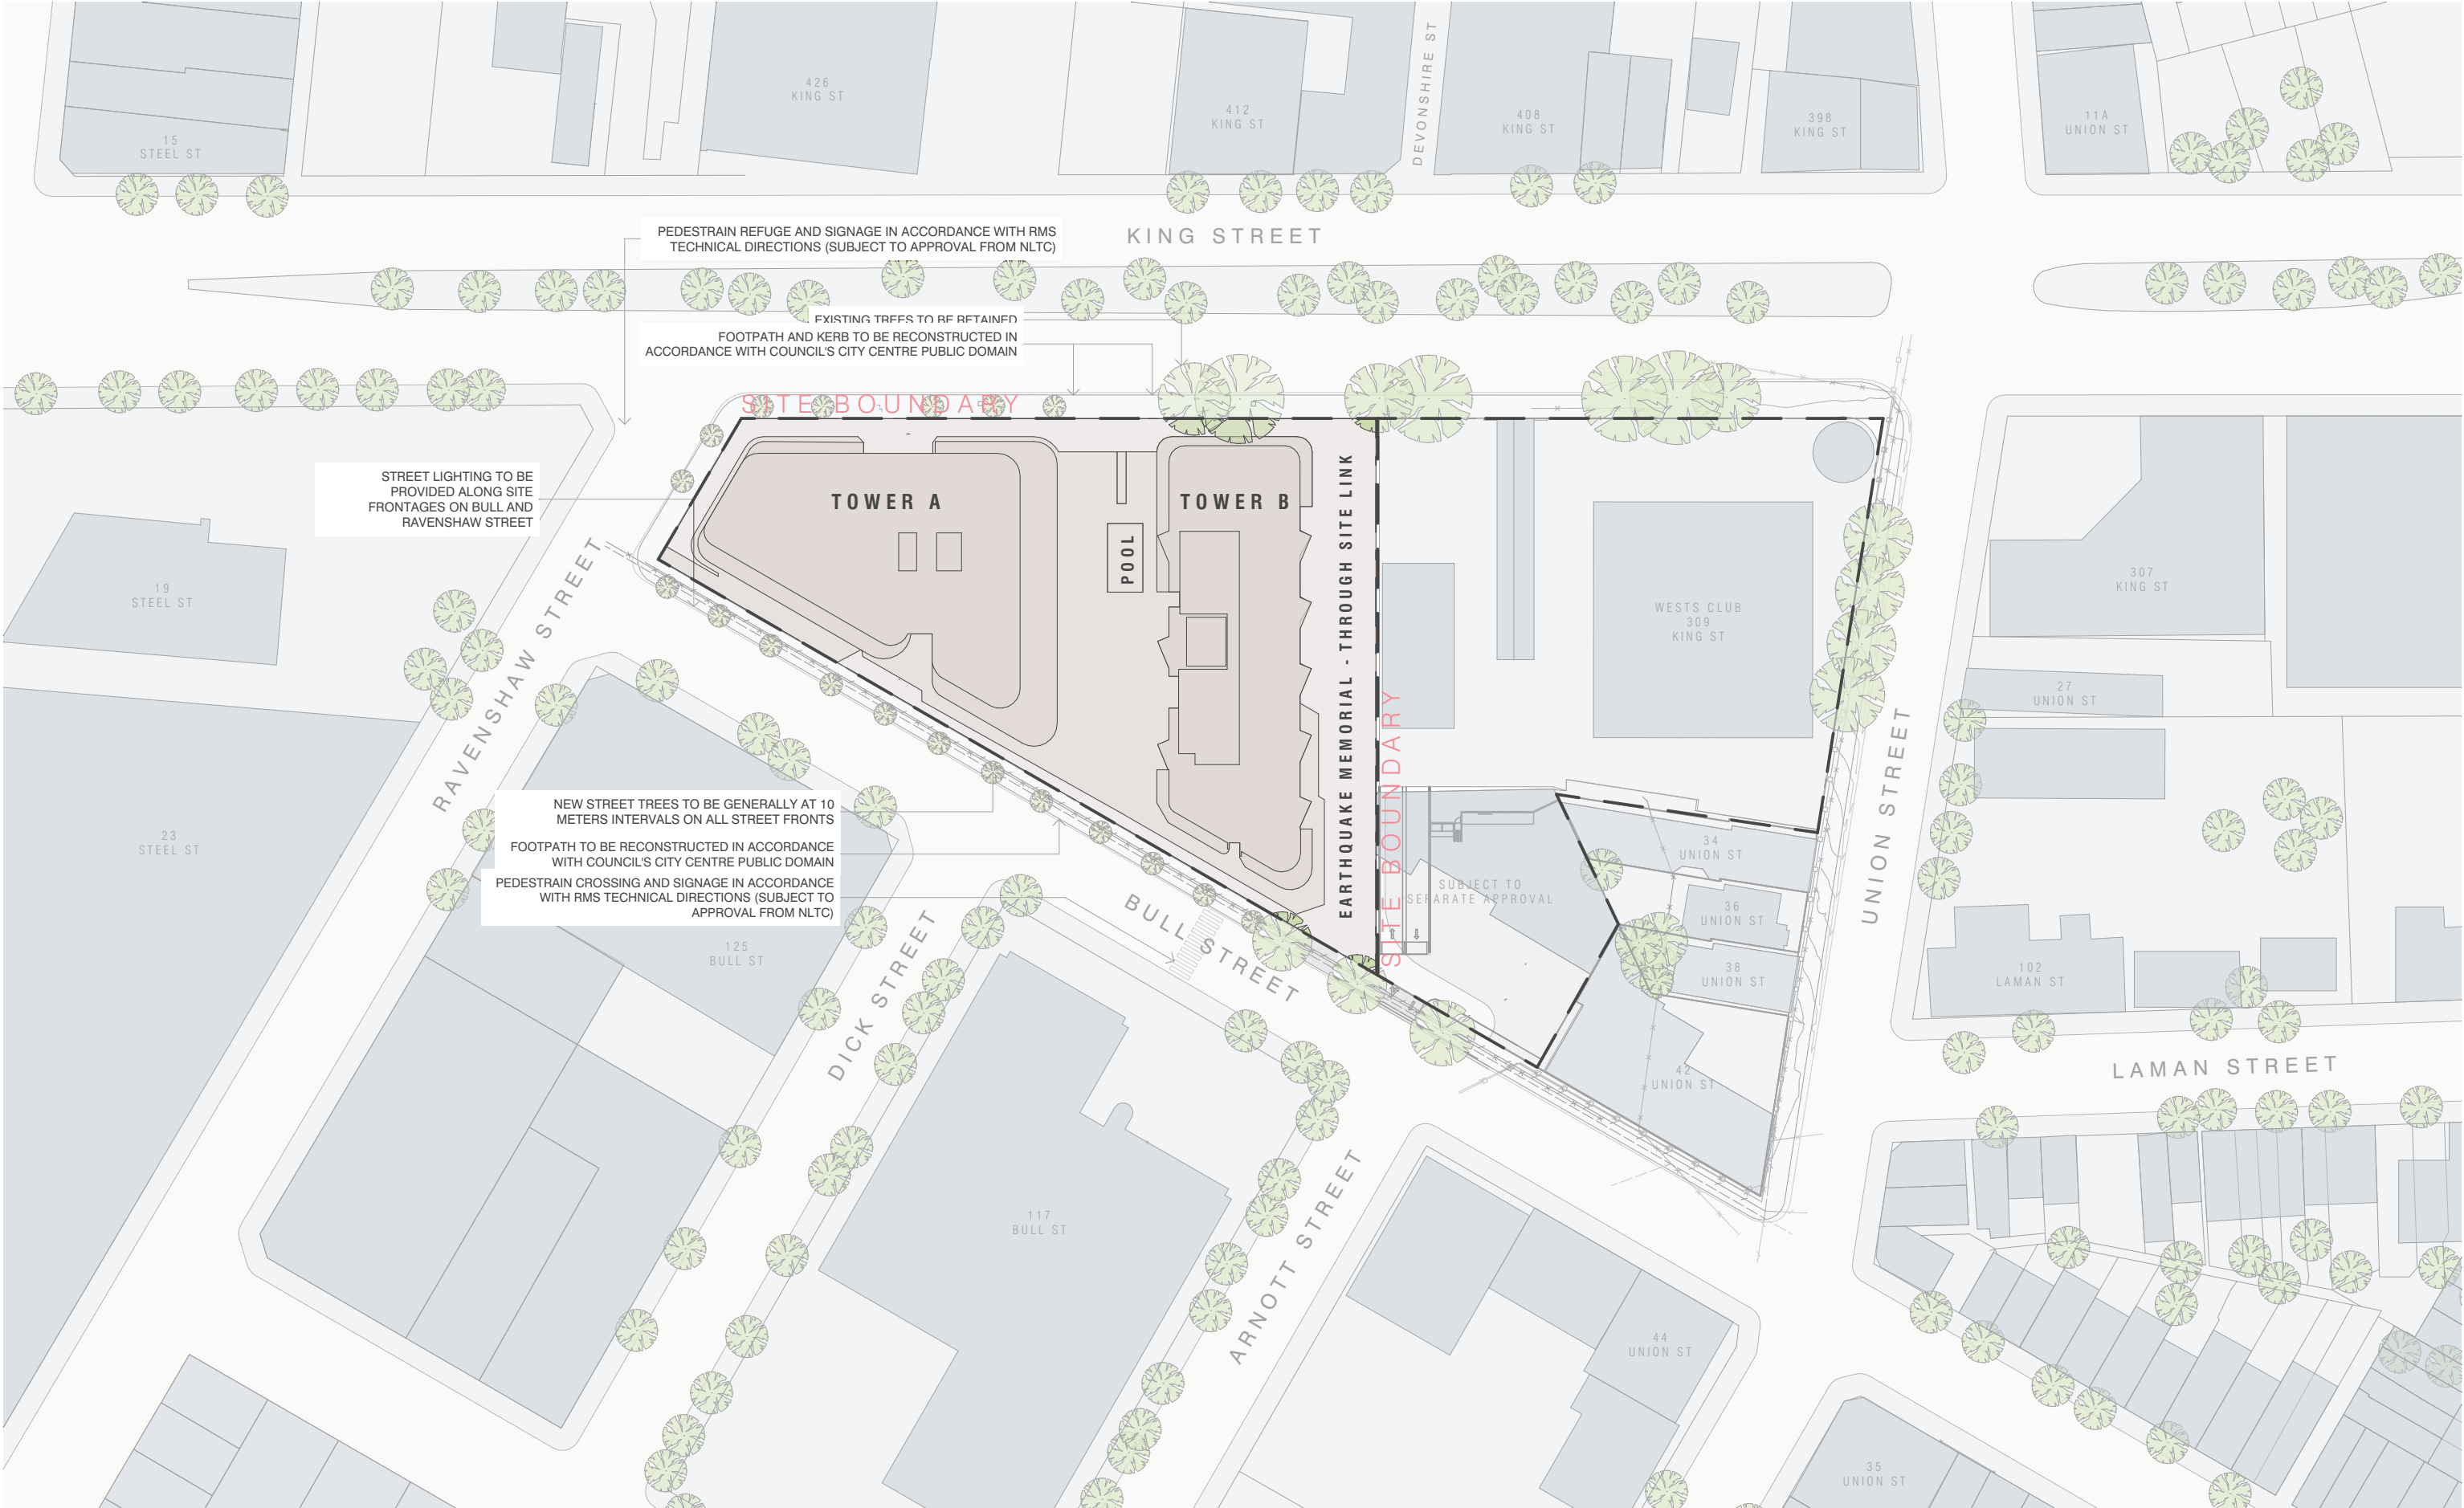 426
KING ST
412
KING ST
DEVONSHIRE ST
408
KING ST
398
KING ST
11A
UNION ST
15
STEEL ST
PEDESTRAIN REFUGE AND SIGNAGE IN ACCORDANCE WITH RMS
TECHNICAL DIRECTIONS (SUBJECT TO APPROVAL FROM NLTC)
KING STREET
EXISTING TREES TO BE RETAINED
FOOTPATH AND KERB TO BE RECONSTRUCTED IN
ACCORDANCE WITH COUNCIL'S CITY CENTRE PUBLIC DOMAIN
SITE BOUNDARY
STREET LIGHTING TO BE
PROVIDED ALONG SITE
FRONTAGES ON BULL AND
RAVENSHAW STREET
TOWER A
POOL
TOWER B
EARTHQUAKE MEMORIAL - THROUGH SITE LINK
SITE BOUNDARY
WESTS CLUB
309
KING ST
307
KING ST
19
STEEL ST
RAVENSHAW STREET
27
UNION ST
UNION STREET
NEW STREET TREES TO BE GENERALLY AT 10
METERS INTERVALS ON ALL STREET FRONTS
FOOTPATH TO BE RECONSTRUCTED IN ACCORDANCE
WITH COUNCIL'S CITY CENTRE PUBLIC DOMAIN
PEDESTRAIN CROSSING AND SIGNAGE IN ACCORDANCE
WITH RMS TECHNICAL DIRECTIONS (SUBJECT TO
APPROVAL FROM NLTC)
23
STEEL ST
34
UNION ST
SUBJECT TO
SEPARATE APPROVAL
36
UNION ST
38
UNION ST
42
UNION ST
BULL STREET
125
BULL ST
DICK STREET
102
LAMAN ST
LAMAN STREET
117
BULL ST
ARNOTT STREET
44
UNION ST
35
UNION ST